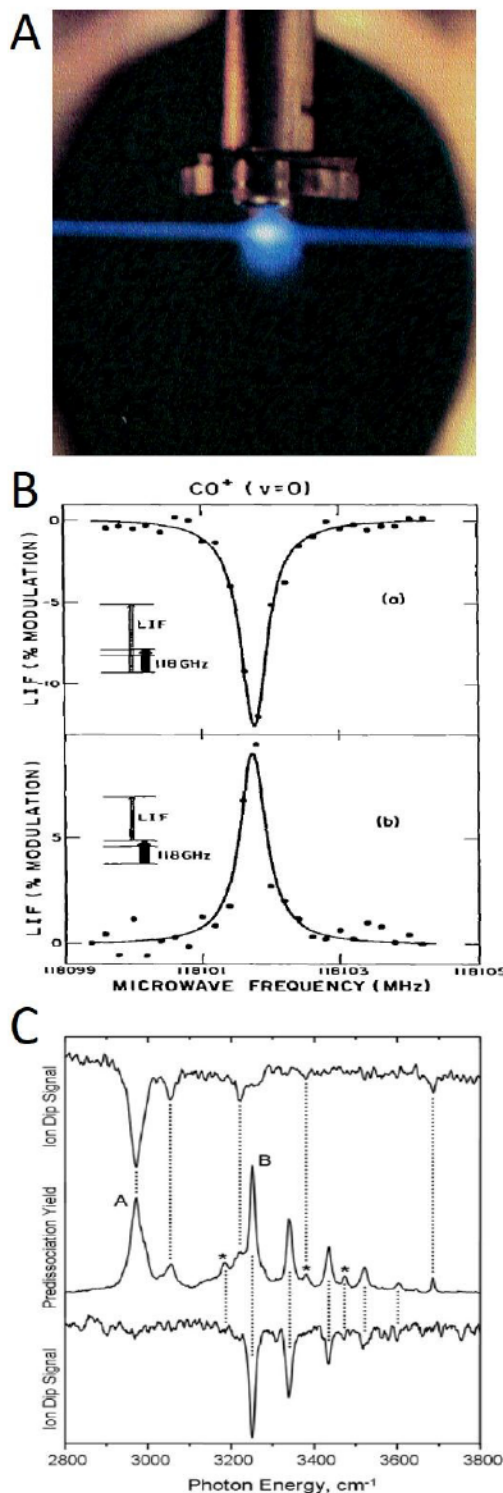 A
B
CO⁺ (v=0)
0
-5
-10
LIF (% MODULATION)
(a)
LIF
118GHz
5
0
LIF (% MODULATION)
(b)
LIF
118GHz
118099 118101 118103 118105
MICROWAVE FREQUENCY (MHz)
C
Ion Dip Signal
Predissociation Yield
Ion Dip Signal
A
B
*
*
*
2800 3000 3200 3400 3600 3800
Photon Energy, cm⁻¹